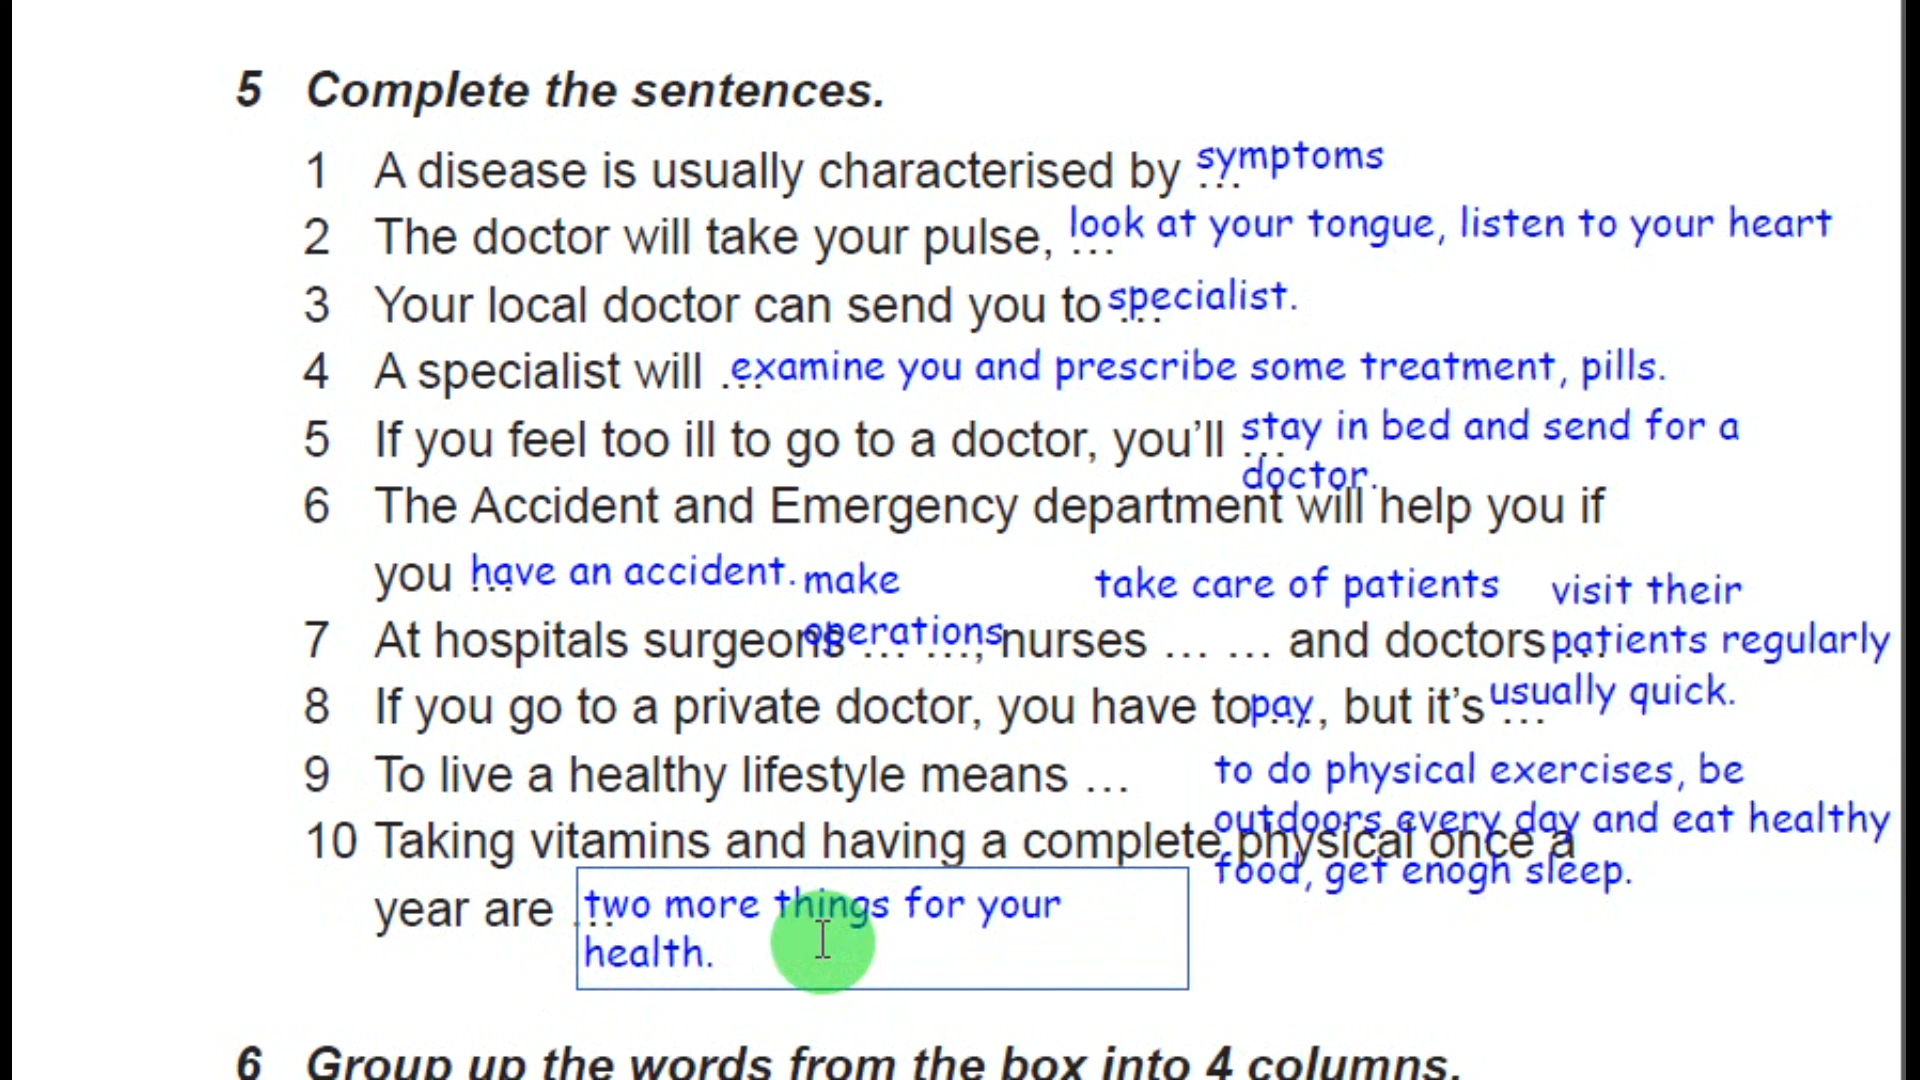 5 Complete the sentences.
1 A disease is usually characterised by ... symptoms
2 The doctor will take your pulse, ... look at your tongue, listen to your heart
3 Your local doctor can send you to ... specialist.
4 A specialist will ... examine you and prescribe some treatment, pills.
5 If you feel too ill to go to a doctor, you'll ... stay in bed and send for a
doctor.
6 The Accident and Emergency department will help you if
you ... have an accident.
make take care of patients visit their
7 At hospitals surgeons ... ..., operations nurses ... ... and doctors ... patients regularly
8 If you go to a private doctor, you have to ... pay, but it's ... usually quick.
9 To live a healthy lifestyle means ... to do physical exercises, be
outdoors every day and eat healthy
10 Taking vitamins and having a complete physical once a
food, get enogh sleep.
year are ... two more things for your
health.
6 Group up the words from the box into 4 columns.